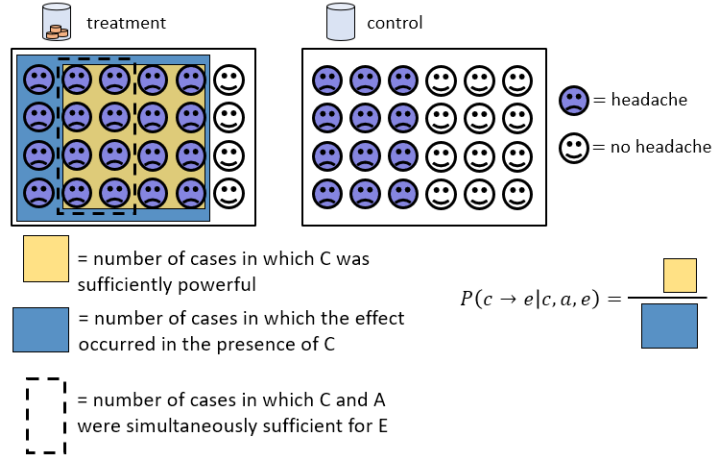 treatment
control
= headache
= no headache
= number of cases in which C was
sufficiently powerful
= number of cases in which the effect
occurred in the presence of C
P(c → e|c, a, e) =
= number of cases in which C and A
were simultaneously sufficient for E